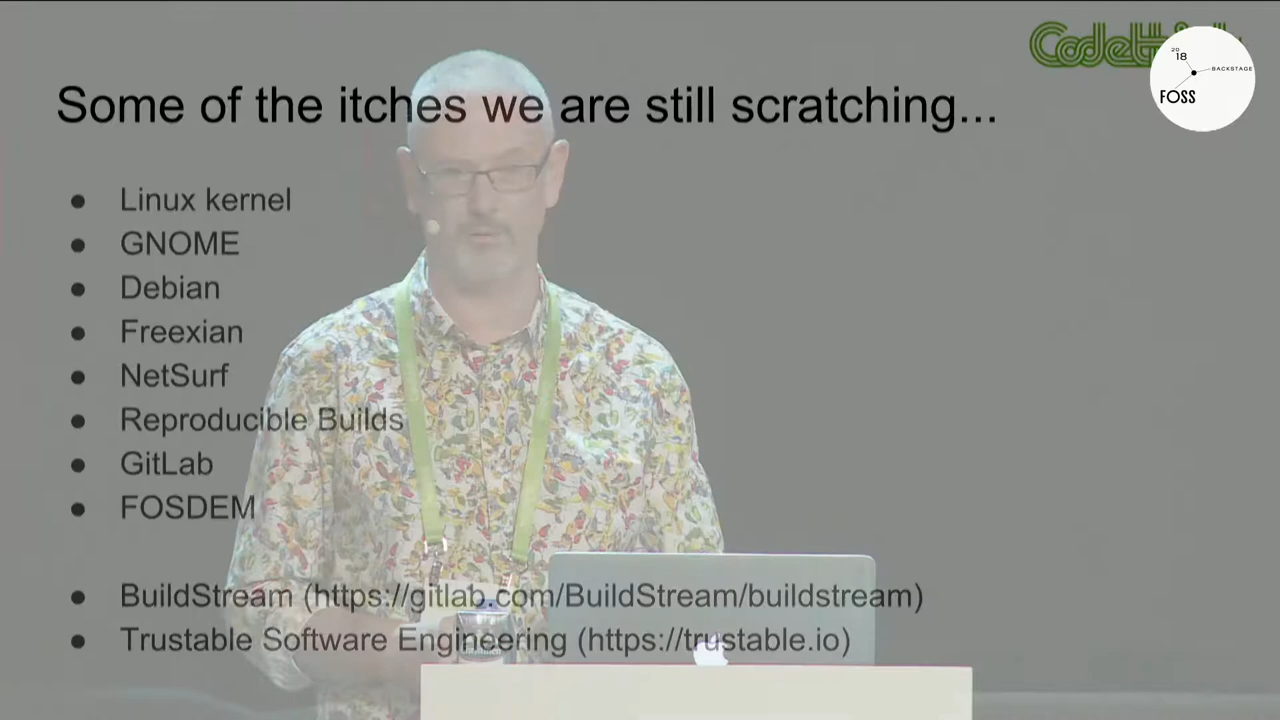 20
18
BACKSTAGE
FOSS
Some of the itches we are still scratching...
● Linux kernel
● GNOME
● Debian
● Freexian
● NetSurf
● Reproducible Builds
● GitLab
● FOSDEM
● BuildStream (https://gitlab.com/BuildStream/buildstream)
● Trustable Software Engineering (https://trustable.io)